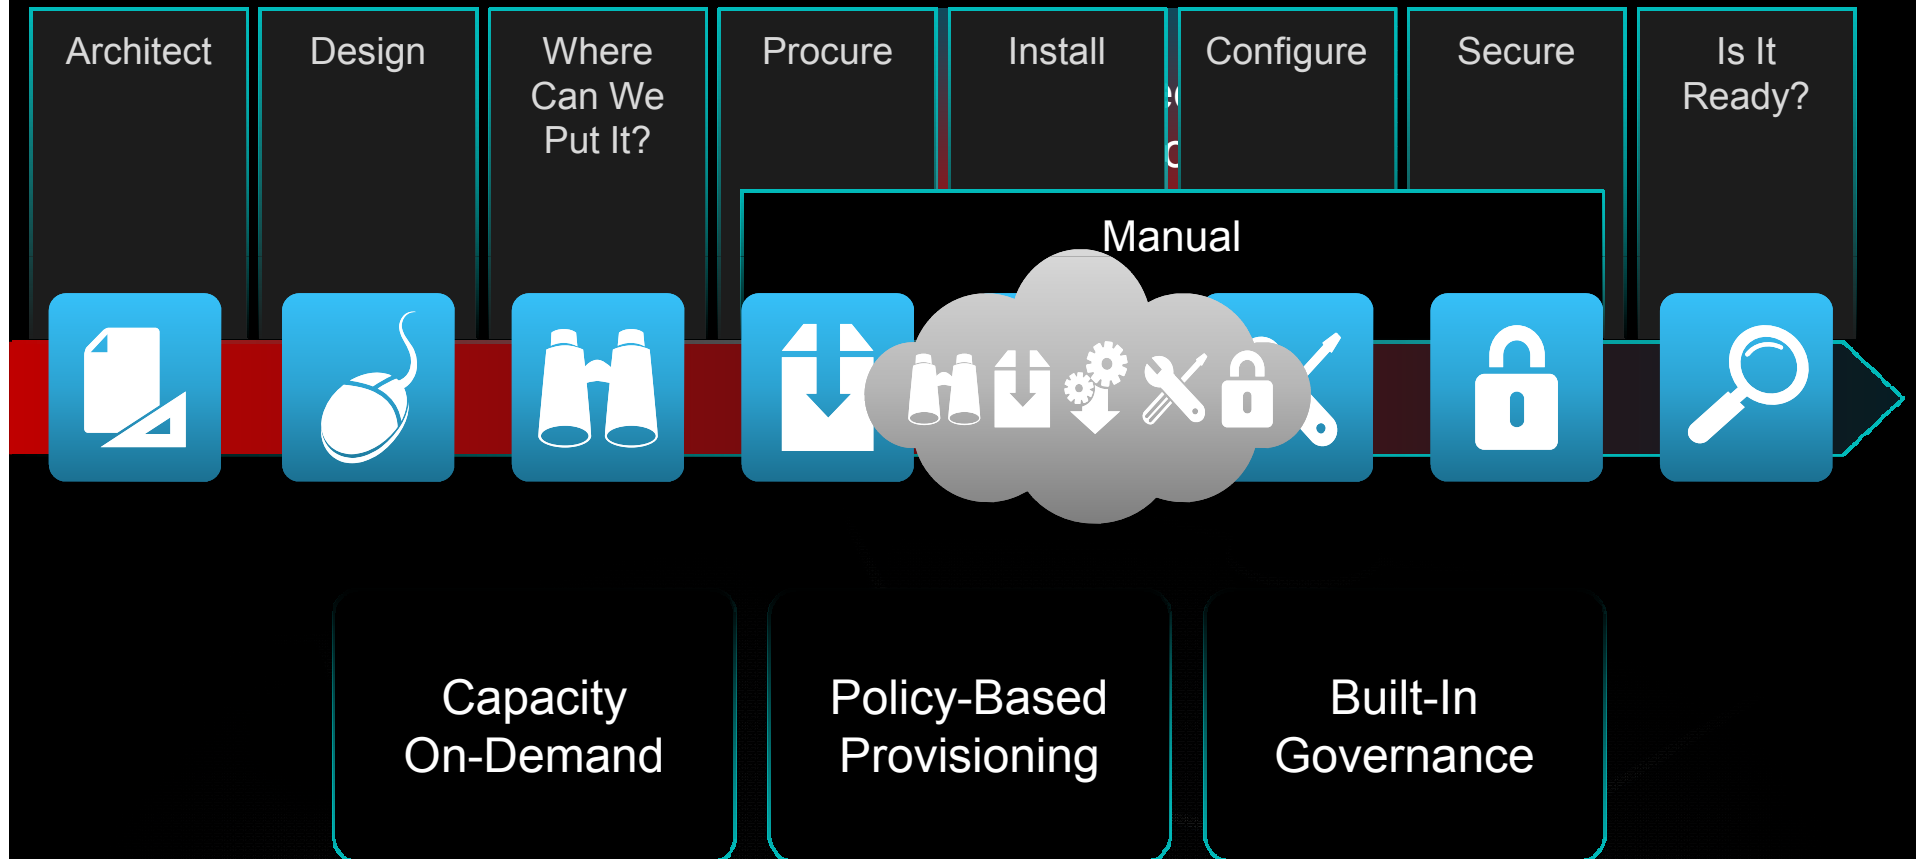 Architect
Design
Where
Can We
Put It?
Procure
Install
Configure
Secure
Is It
Ready?
Manual
Capacity
On-Demand
Policy-Based
Provisioning
Built-In
Governance